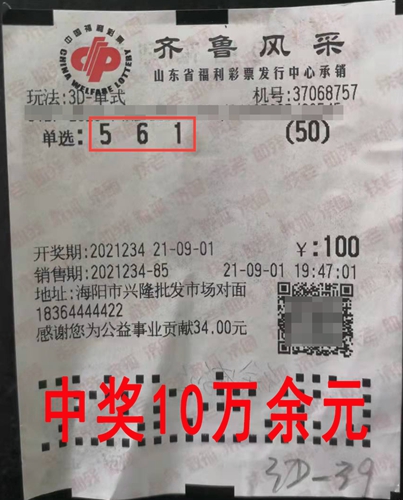 中国福利彩票
CHINA WELFARE LOTTERY
齐鲁风采
山东省福利彩票发行中心承销
玩法:3D-单式 机号:37068757
单选: 5 6 1 (50)
开奖期:2021234 21-09-01 ￥:100
销售期:2021234-85 21-09-01 19:47:01
地址:海阳市兴隆批发市场对面
18364444422
感谢您为公益事业贡献34.00元
中奖10万余元
3D-39